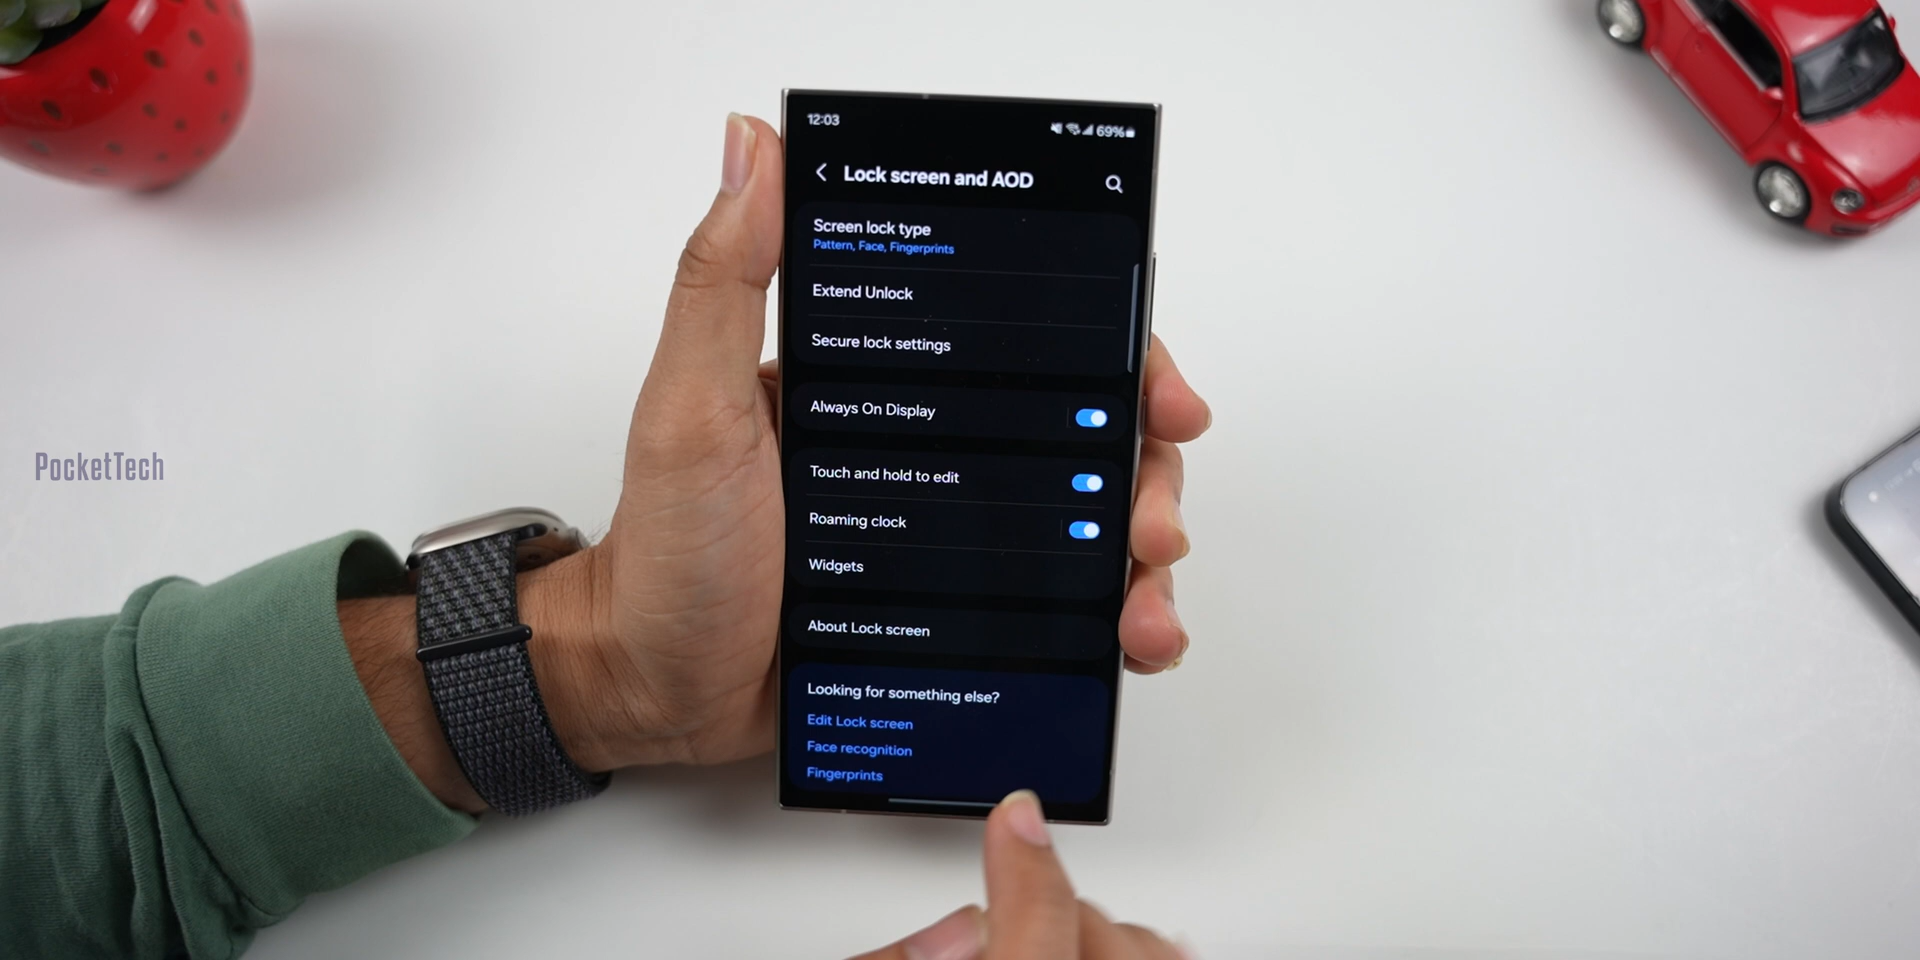 12:03
69%
Lock screen and AOD
Screen lock type
Pattern, Face, Fingerprints
Extend Unlock
Secure lock settings
Always On Display
Touch and hold to edit
Roaming clock
Widgets
About Lock screen
Looking for something else?
Edit Lock screen
Face recognition
Fingerprints
PocketTech